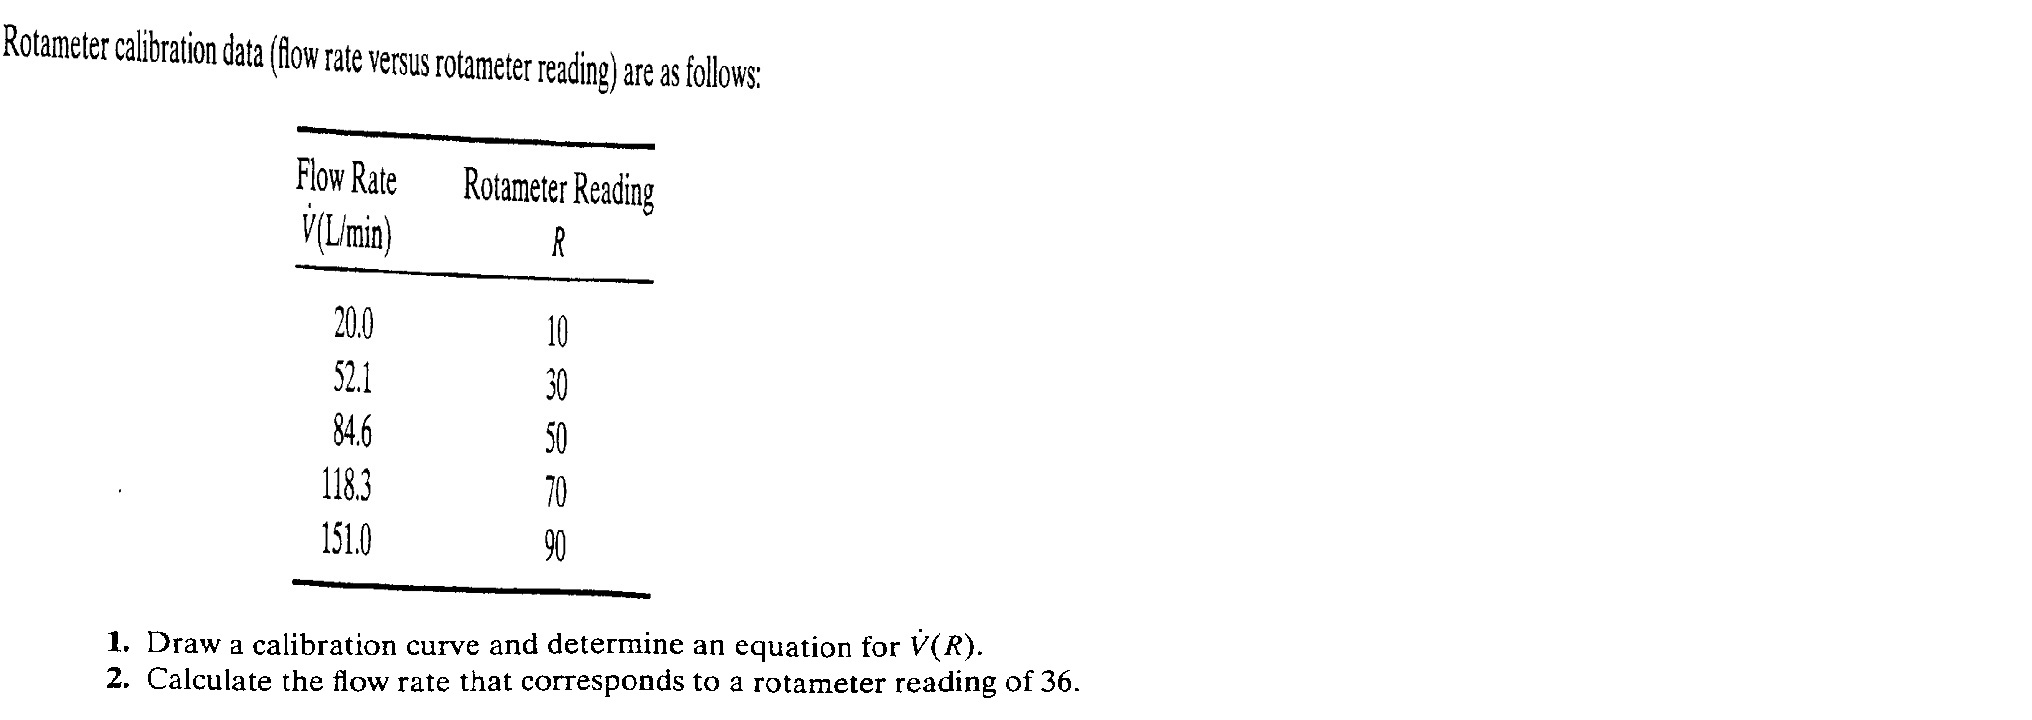 Rotameter calibration data (flow rate versus rotameter reading) are as follows:
Flow Rate Rotameter Reading
V̇(L/min) R
20.0 10
52.1 30
84.6 50
118.3 70
151.0 90
1. Draw a calibration curve and determine an equation for V̇(R).
2. Calculate the flow rate that corresponds to a rotameter reading of 36.